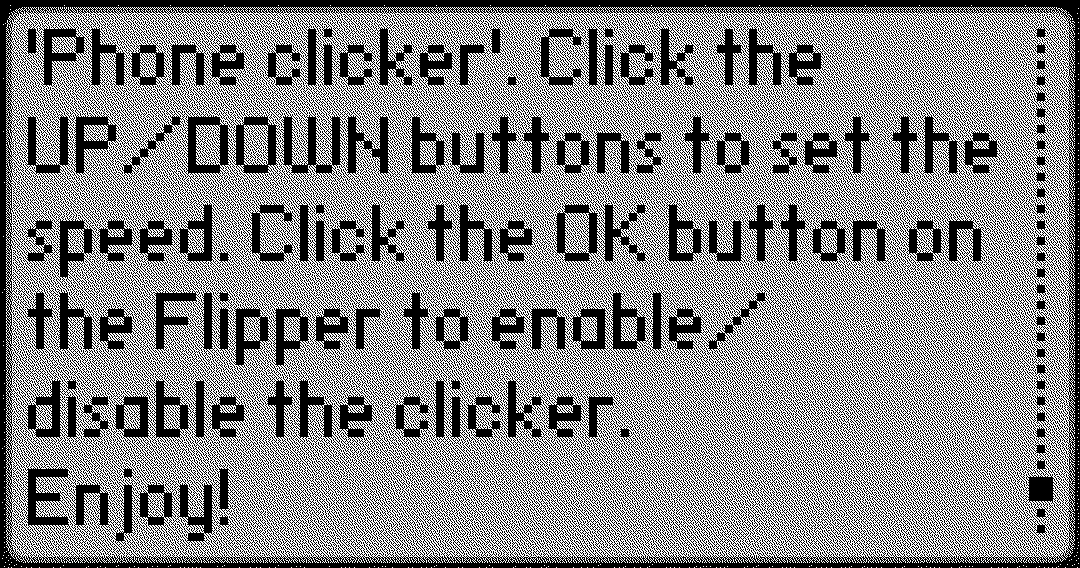 'Phone clicker'. Click the
UP/DOWN buttons to set the
speed. Click the OK button on
the Flipper to enable/
disable the clicker.
Enjoy!